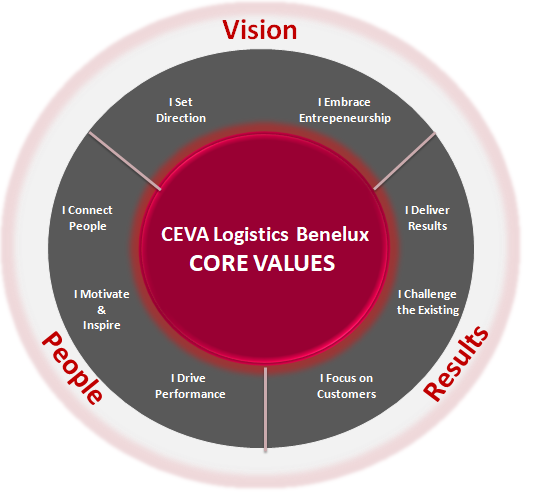 Vision
I Set
Direction
I Embrace
Entrepeneurship
I Connect
People
I Deliver
Results
CEVA Logistics Benelux
CORE VALUES
I Motivate
&
Inspire
I Challenge
the Existing
People
Results
I Drive
Performance
I Focus on
Customers